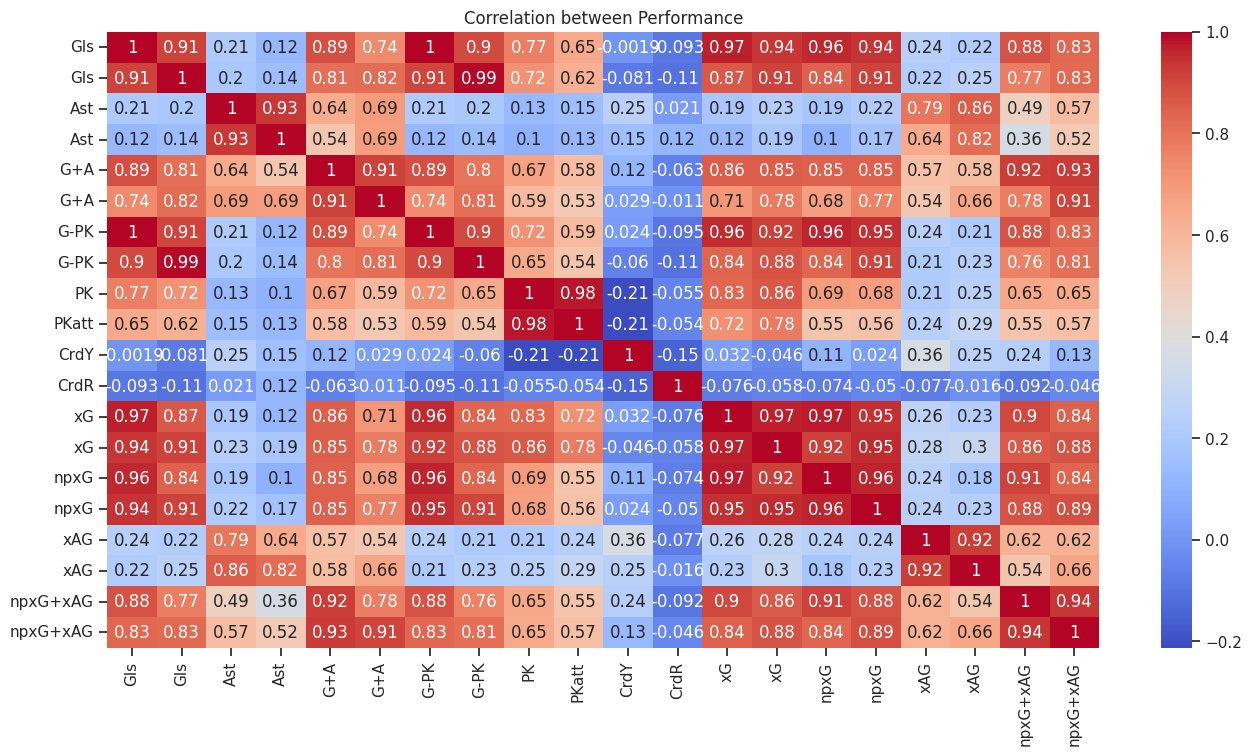 Correlation between Performance
Gls 1 0.91 0.21 0.12 0.89 0.74 1 0.9 0.77 0.65 -0.0019 -0.093 0.97 0.94 0.96 0.94 0.24 0.22 0.88 0.83
Gls 0.91 1 0.2 0.14 0.81 0.82 0.91 0.99 0.72 0.62 -0.081 -0.11 0.87 0.91 0.84 0.91 0.22 0.25 0.77 0.83
Ast 0.21 0.2 1 0.93 0.64 0.69 0.21 0.2 0.13 0.15 0.25 0.021 0.19 0.23 0.19 0.22 0.79 0.86 0.49 0.57
Ast 0.12 0.14 0.93 1 0.54 0.69 0.12 0.14 0.1 0.13 0.15 0.12 0.12 0.19 0.1 0.17 0.64 0.82 0.36 0.52
G+A 0.89 0.81 0.64 0.54 1 0.91 0.89 0.8 0.67 0.58 0.12 -0.063 0.86 0.85 0.85 0.85 0.57 0.58 0.92 0.93
G+A 0.74 0.82 0.69 0.69 0.91 1 0.74 0.81 0.59 0.53 0.029 -0.011 0.71 0.78 0.68 0.77 0.54 0.66 0.78 0.91
G-PK 1 0.91 0.21 0.12 0.89 0.74 1 0.9 0.72 0.59 0.024 -0.095 0.96 0.92 0.96 0.95 0.24 0.21 0.88 0.83
G-PK 0.9 0.99 0.2 0.14 0.8 0.81 0.9 1 0.65 0.54 -0.06 -0.11 0.84 0.88 0.84 0.91 0.21 0.23 0.76 0.81
PK 0.77 0.72 0.13 0.1 0.67 0.59 0.72 0.65 1 0.98 -0.21 -0.055 0.83 0.86 0.69 0.68 0.21 0.25 0.65 0.65
PKatt 0.65 0.62 0.15 0.13 0.58 0.53 0.59 0.54 0.98 1 -0.21 -0.054 0.72 0.78 0.55 0.56 0.24 0.29 0.55 0.57
CrdY -0.0019 -0.081 0.25 0.15 0.12 0.029 0.024 -0.06 -0.21 -0.21 1 -0.15 0.032 -0.046 0.11 0.024 0.36 0.25 0.24 0.13
CrdR -0.093 -0.11 0.021 0.12 -0.063 -0.011 -0.095 -0.11 -0.055 -0.054 -0.15 1 -0.076 -0.058 -0.074 -0.05 -0.077 -0.016 -0.092 -0.046
xG 0.97 0.87 0.19 0.12 0.86 0.71 0.96 0.84 0.83 0.72 0.032 -0.076 1 0.97 0.97 0.95 0.26 0.23 0.9 0.84
xG 0.94 0.91 0.23 0.19 0.85 0.78 0.92 0.88 0.86 0.78 -0.046 -0.058 0.97 1 0.92 0.95 0.28 0.3 0.86 0.88
npxG 0.96 0.84 0.19 0.1 0.85 0.68 0.96 0.84 0.69 0.55 0.11 -0.074 0.97 0.92 1 0.96 0.24 0.18 0.91 0.84
npxG 0.94 0.91 0.22 0.17 0.85 0.77 0.95 0.91 0.68 0.56 0.024 -0.05 0.95 0.95 0.96 1 0.24 0.23 0.88 0.89
xAG 0.24 0.22 0.79 0.64 0.57 0.54 0.24 0.21 0.21 0.24 0.36 -0.077 0.26 0.28 0.24 0.24 1 0.92 0.62 0.62
xAG 0.22 0.25 0.86 0.82 0.58 0.66 0.21 0.23 0.25 0.29 0.25 -0.016 0.23 0.3 0.18 0.23 0.92 1 0.54 0.66
npxG+xAG 0.88 0.77 0.49 0.36 0.92 0.78 0.88 0.76 0.65 0.55 0.24 -0.092 0.9 0.86 0.91 0.88 0.62 0.54 1 0.94
npxG+xAG 0.83 0.83 0.57 0.52 0.93 0.91 0.83 0.81 0.65 0.57 0.13 -0.046 0.84 0.88 0.84 0.89 0.62 0.66 0.94 1
Gls Gls Ast Ast G+A G+A G-PK G-PK PK PKatt CrdY CrdR xG xG npxG npxG xAG xAG npxG+xAG npxG+xAG
1.0
0.8
0.6
0.4
0.2
0.0
−0.2